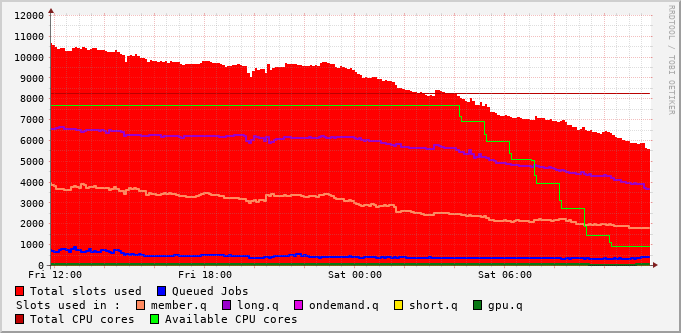 12000
11000
10000
9000
8000
7000
6000
5000
4000
3000
2000
1000
0
Fri 12:00 Fri 18:00 Sat 00:00 Sat 06:00
Total slots used Queued Jobs
Slots used in : member.q long.q ondemand.q short.q gpu.q
Total CPU cores Available CPU cores
RRDTOOL / TOBI OETIKER